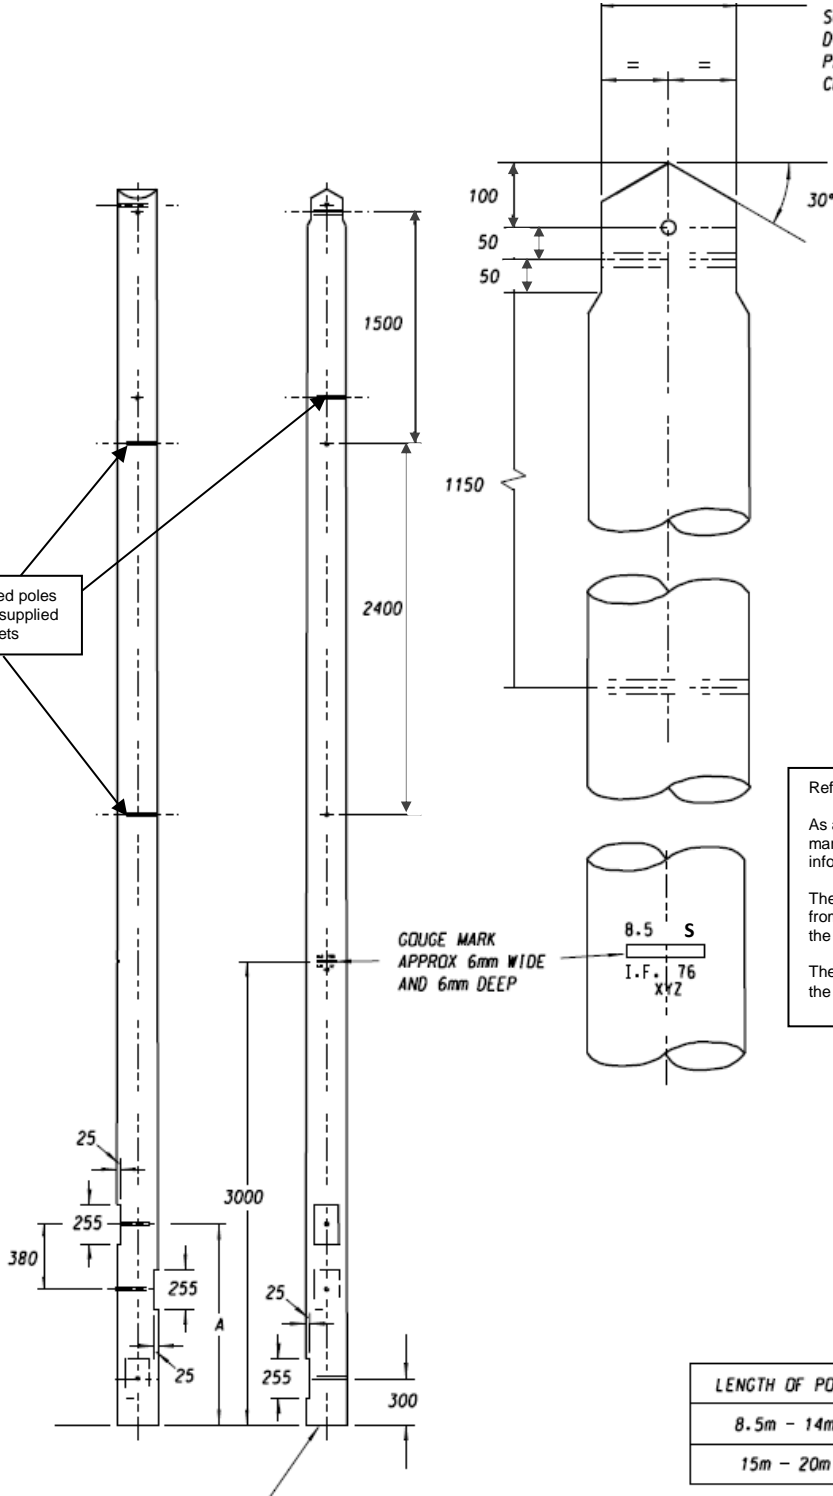 =
=
100
50
50
30°
1500
1150
2400
ed poles
supplied
ets
GOUGE MARK
APPROX 6mm WIDE
AND 6mm DEEP
8.5 S
I.F. 76
XYZ
Ref
As a
mar
info
The
from
the
The
the
25
3000
255
380
255
25
A
25
255
300
LENGTH OF PO
8.5m - 14m
15m - 20m